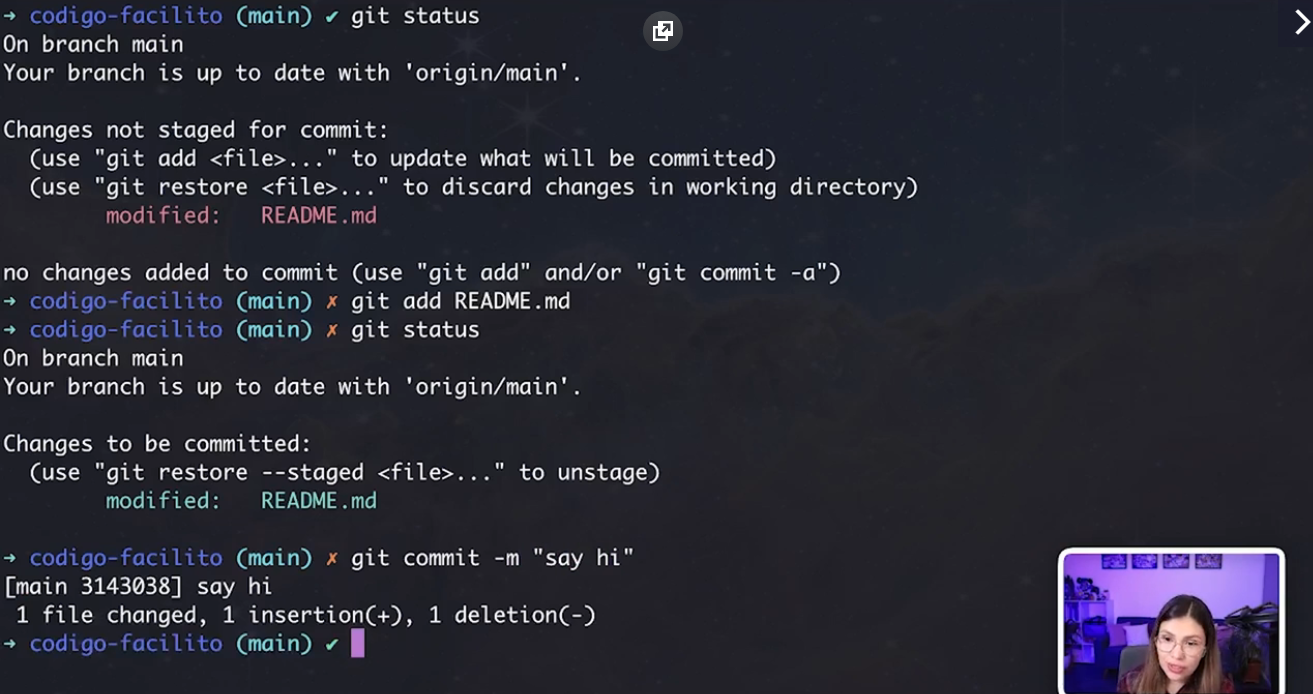 → codigo-facilito (main) ✔ git status
On branch main
Your branch is up to date with 'origin/main'.
Changes not staged for commit:
  (use "git add <file>..." to update what will be committed)
  (use "git restore <file>..." to discard changes in working directory)
        modified:   README.md
no changes added to commit (use "git add" and/or "git commit -a")
→ codigo-facilito (main) ✗ git add README.md
→ codigo-facilito (main) ✗ git status
On branch main
Your branch is up to date with 'origin/main'.
Changes to be committed:
  (use "git restore --staged <file>..." to unstage)
        modified:   README.md
→ codigo-facilito (main) ✗ git commit -m "say hi"
[main 3143038] say hi
 1 file changed, 1 insertion(+), 1 deletion(-)
→ codigo-facilito (main) ✔